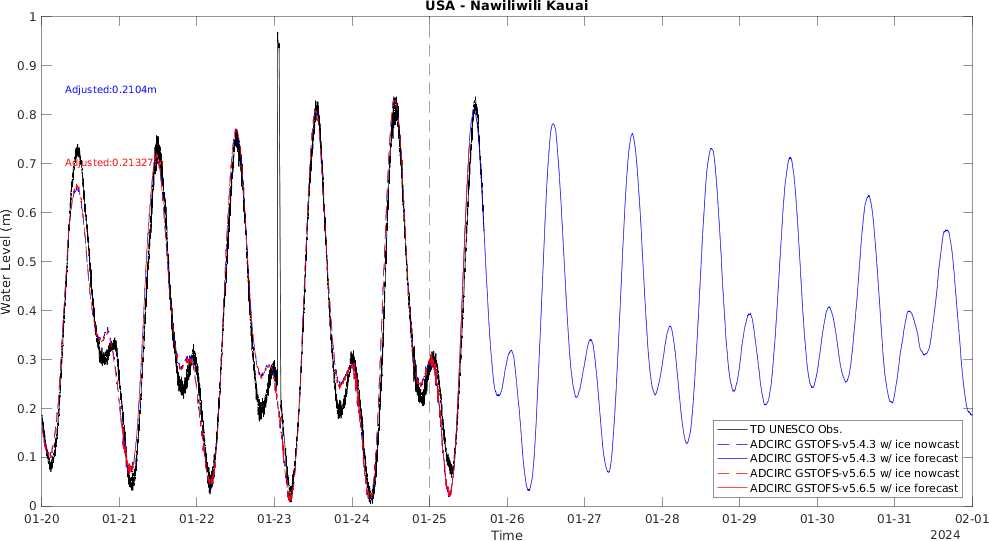 USA - Nawiliwili Kauai
1
0.9
0.8
0.7
0.6
0.5
0.4
0.3
0.2
0.1
0
Water Level (m)
Adjusted:0.2104m
Adjusted:0.21327m
TD UNESCO Obs.
ADCIRC GSTOFS-v5.4.3 w/ ice nowcast
ADCIRC GSTOFS-v5.4.3 w/ ice forecast
ADCIRC GSTOFS-v5.6.5 w/ ice nowcast
ADCIRC GSTOFS-v5.6.5 w/ ice forecast
01-20 01-21 01-22 01-23 01-24 01-25 01-26 01-27 01-28 01-29 01-30 01-31 02-01
Time
2024